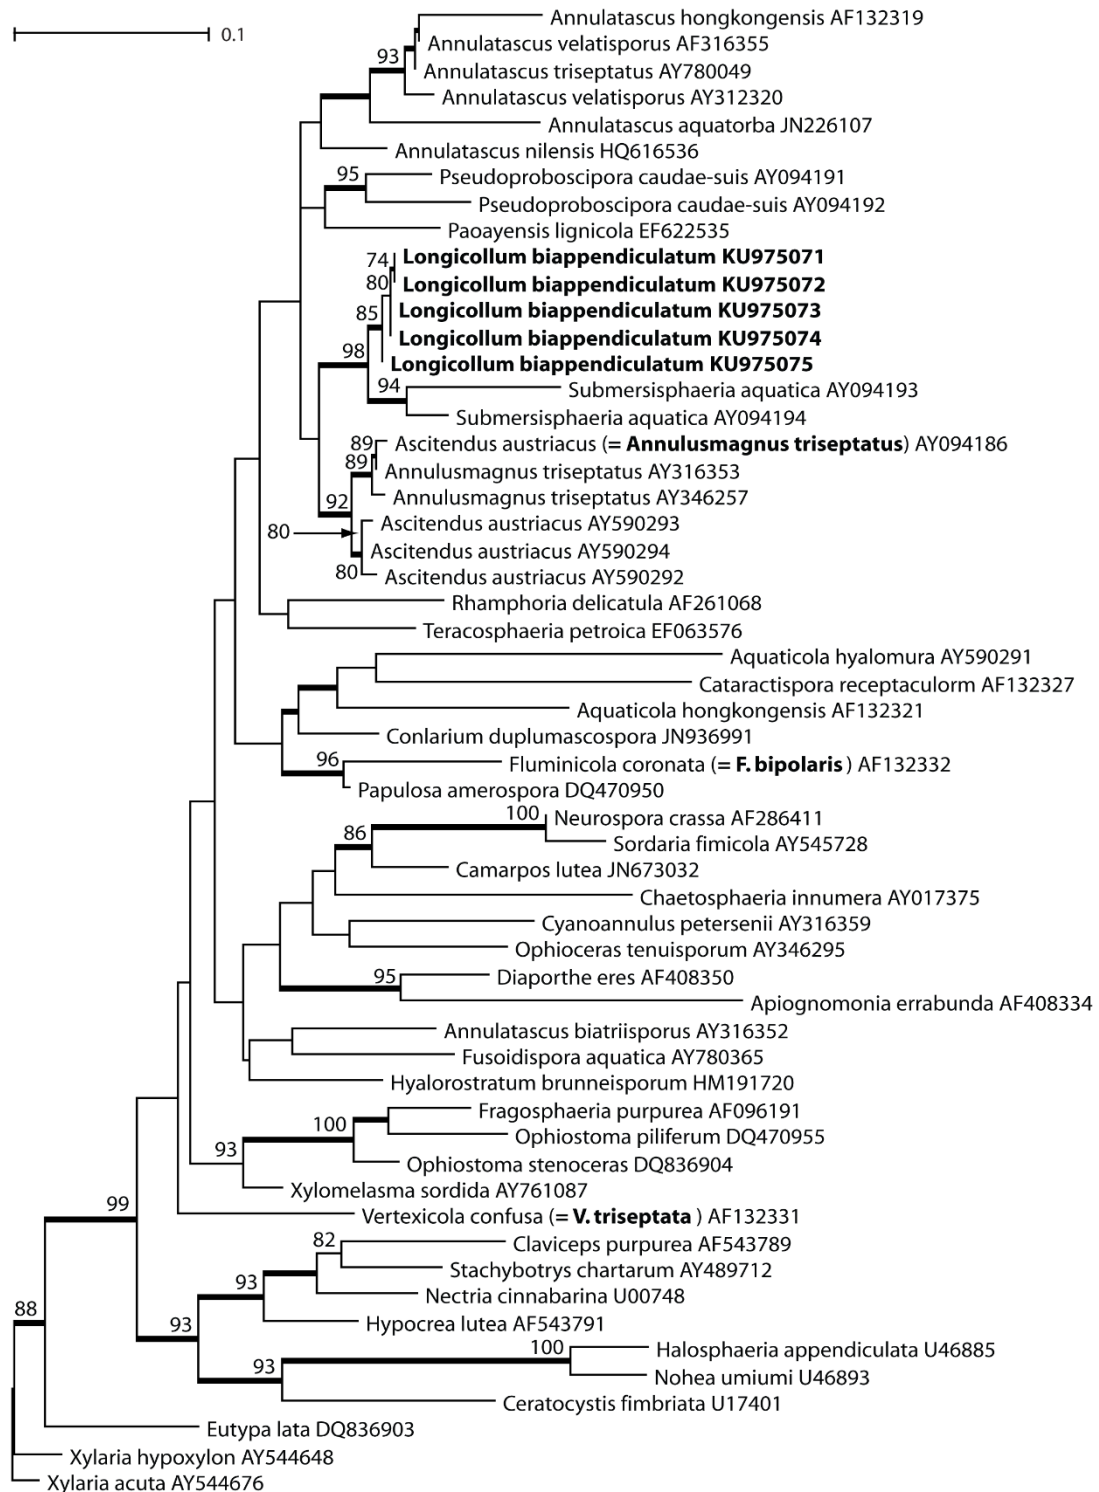 0.1
Annulatascus hongkongensis AF132319
Annulatascus velatisporus AF316355
93
Annulatascus triseptatus AY780049
Annulatascus velatisporus AY312320
Annulatascus aquatorba JN226107
Annulatascus nilensis HQ616536
95
Pseudoproboscipora caudae-suis AY094191
Pseudoproboscipora caudae-suis AY094192
Paoayensis lignicola EF622535
74 Longicollum biappendiculatum KU975071
80 Longicollum biappendiculatum KU975072
85 Longicollum biappendiculatum KU975073
Longicollum biappendiculatum KU975074
98 Longicollum biappendiculatum KU975075
94 Submersisphaeria aquatica AY094193
Submersisphaeria aquatica AY094194
89 Ascitendus austriacus (= Annulusmagnus triseptatus) AY094186
89 Annulusmagnus triseptatus AY316353
92 Annulusmagnus triseptatus AY346257
Ascitendus austriacus AY590293
80
Ascitendus austriacus AY590294
80 Ascitendus austriacus AY590292
Rhamphoria delicatula AF261068
Teracosphaeria petroica EF063576
Aquaticola hyalomura AY590291
Cataractispora receptaculorm AF132327
Aquaticola hongkongensis AF132321
Conlarium duplumascospora JN936991
96 Fluminicola coronata (= F. bipolaris ) AF132332
Papulosa amerospora DQ470950
100 Neurospora crassa AF286411
86 Sordaria fimicola AY545728
Camarpos lutea JN673032
Chaetosphaeria innumera AY017375
Cyanoannulus petersenii AY316359
Ophioceras tenuisporum AY346295
95 Diaporthe eres AF408350
Apiognomonia errabunda AF408334
Annulatascus biatriisporus AY316352
Fusoidispora aquatica AY780365
Hyalorostratum brunneisporum HM191720
Fragosphaeria purpurea AF096191
100
Ophiostoma piliferum DQ470955
93
Ophiostoma stenoceras DQ836904
Xylomelasma sordida AY761087
99
Vertexicola confusa (= V. triseptata ) AF132331
82 Claviceps purpurea AF543789
Stachybotrys chartarum AY489712
93
Nectria cinnabarina U00748
88
93 Hypocrea lutea AF543791
100 Halosphaeria appendiculata U46885
93
Nohea umiumi U46893
Ceratocystis fimbriata U17401
Eutypa lata DQ836903
Xylaria hypoxylon AY544648
Xylaria acuta AY544676